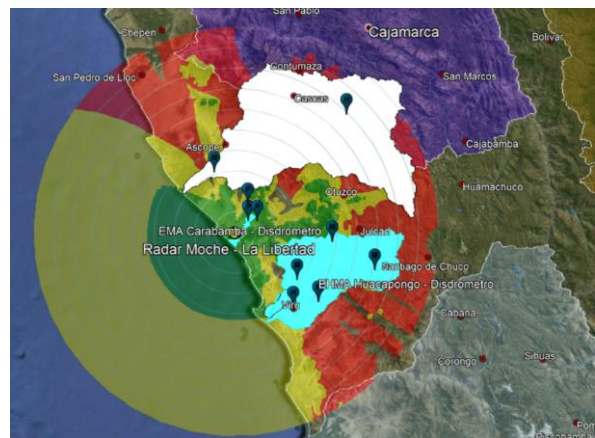 San Pablo
Chepen
Cajamarca
Bolivar
San Pedro de Lloc
Contumaza
San Marcos
Cascas
Ascope
Cajabamba
Otuzco
Huamachuco
EMA Carabamba - Disdrometro
Julcan
Radar Moche - La Libertad
Santiago de Chuco
EHMA Huacapongo - Disdrometro
Viru
Cabana
Corongo
Sihuas
Pomabamba